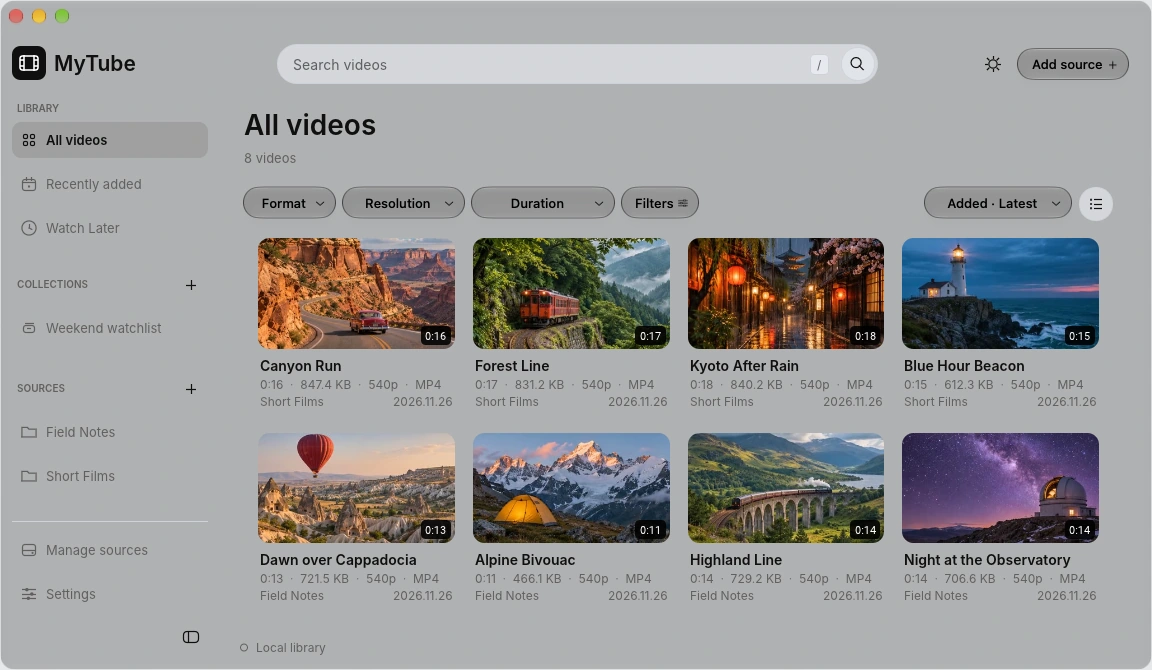 MyTube
Search videos /
Add source +
LIBRARY
All videos
Recently added
Watch Later
COLLECTIONS +
Weekend watchlist
SOURCES +
Field Notes
Short Films
Manage sources
Settings
All videos
8 videos
Format
Resolution
Duration
Filters
Added · Latest
0:16
Canyon Run
0:16 · 847.4 KB · 540p · MP4
Short Films 2026.11.26
0:17
Forest Line
0:17 · 831.2 KB · 540p · MP4
Short Films 2026.11.26
0:18
Kyoto After Rain
0:18 · 840.2 KB · 540p · MP4
Short Films 2026.11.26
0:15
Blue Hour Beacon
0:15 · 612.3 KB · 540p · MP4
Short Films 2026.11.26
0:13
Dawn over Cappadocia
0:13 · 721.5 KB · 540p · MP4
Field Notes 2026.11.26
0:11
Alpine Bivouac
0:11 · 466.1 KB · 540p · MP4
Field Notes 2026.11.26
0:14
Highland Line
0:14 · 729.2 KB · 540p · MP4
Field Notes 2026.11.26
0:14
Night at the Observatory
0:14 · 706.6 KB · 540p · MP4
Field Notes 2026.11.26
Local library